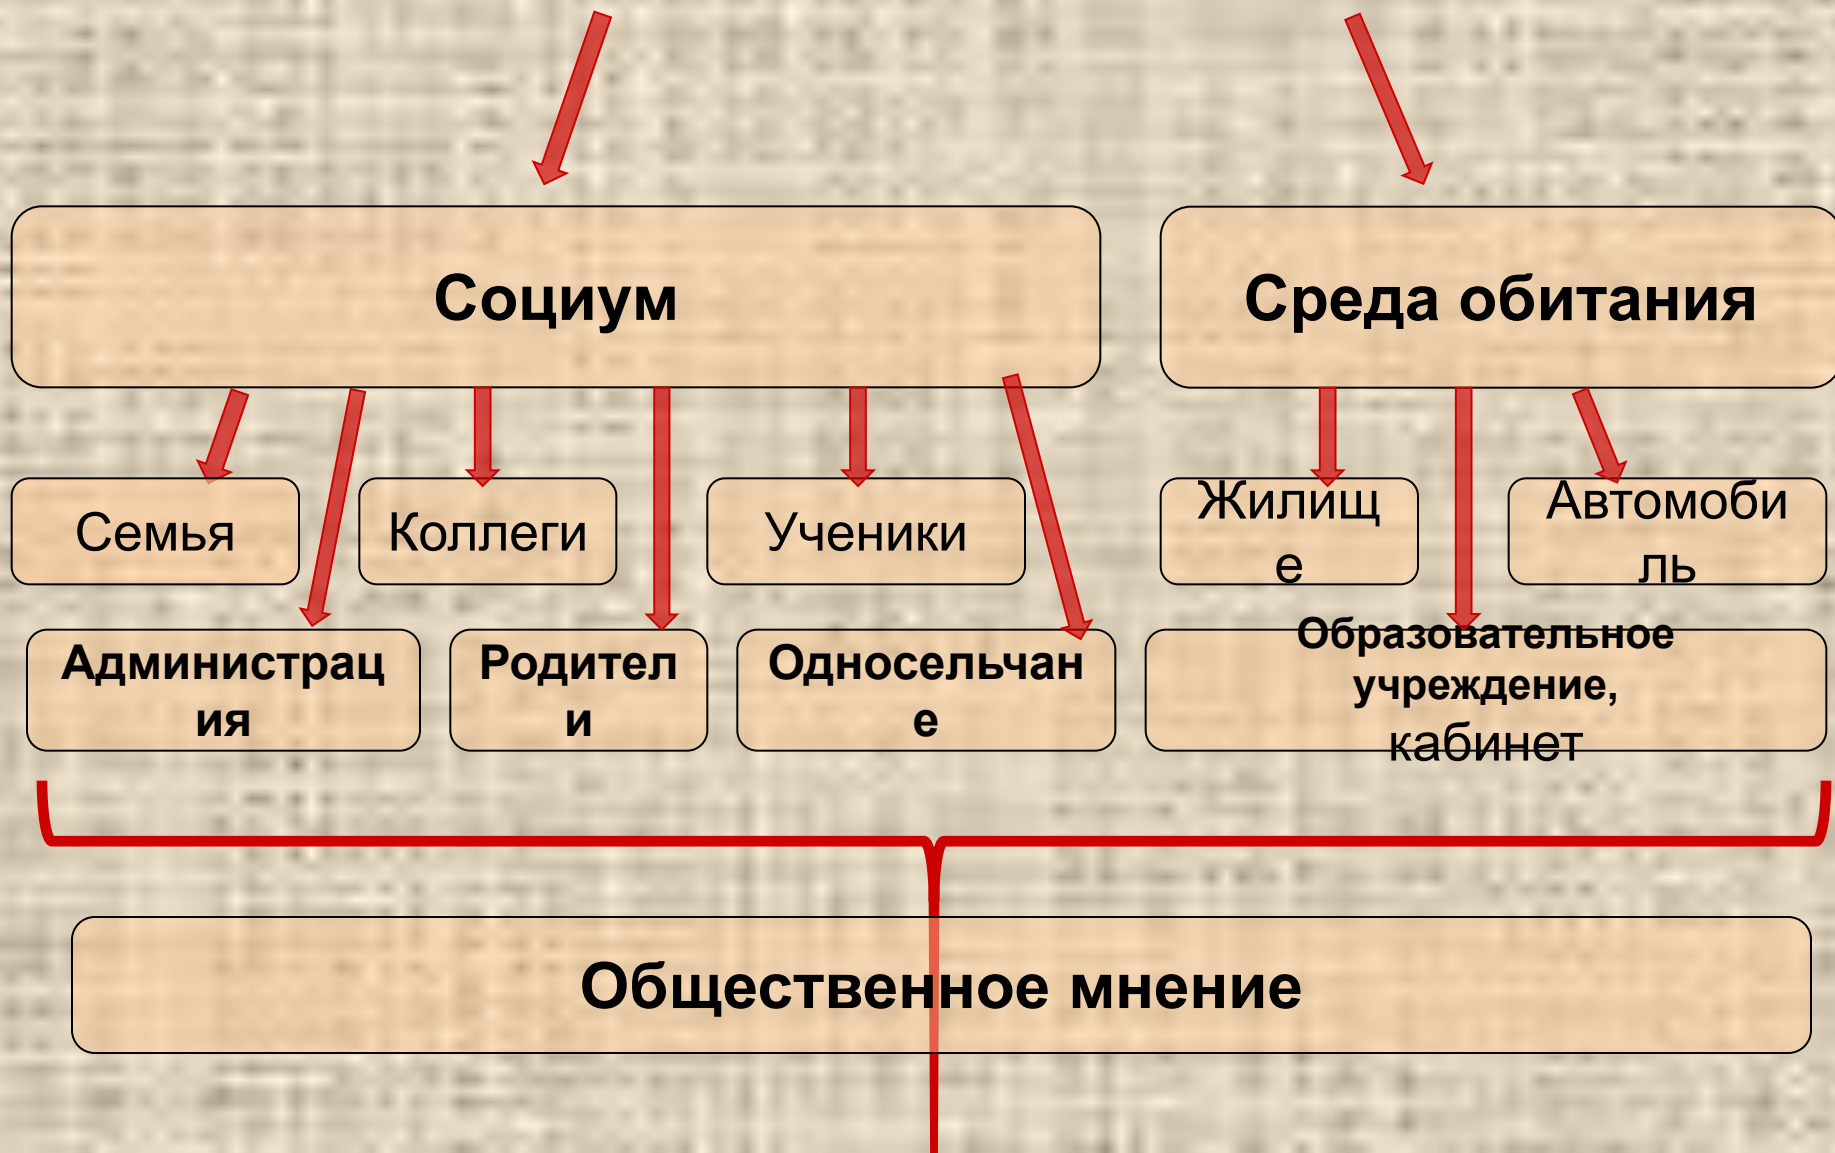 Социум
Среда обитания
Семья
Коллеги
Ученики
Жилищ
е
Автомоби
ль
Администрац
ия
Родител
и
Односельчан
е
Образовательное
учреждение,
кабинет
Общественное мнение